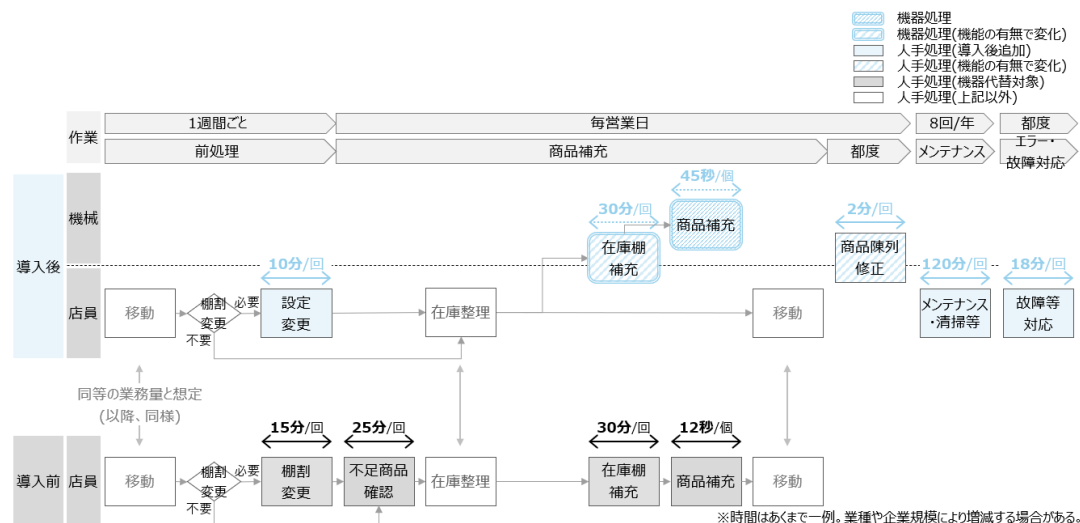 機器処理
機器処理(機能の有無で変化)
人手処理(導入後追加)
人手処理(機能の有無で変化)
人手処理(機器代替対象)
人手処理(上記以外)
作業
1週間ごと
毎営業日
8回/年
都度
前処理
商品補充
都度
メンテナンス
エラー・
故障対応
導入後
機械
45秒/個
30分/回
商品補充
在庫棚
補充
2分/回
商品陳列
修正
店員
10分/回
120分/回
18分/回
移動
棚割
変更
必要
不要
設定
変更
在庫整理
移動
メンテナンス
・清掃等
故障等
対応
同等の業務量と想定
(以降、同様)
15分/回
25分/回
30分/回
12秒/個
導入前
店員
移動
棚割
変更
必要
不要
棚割
変更
不足商品
確認
在庫整理
在庫棚
補充
商品補充
移動
※時間はあくまで一例。業種や企業規模により増減する場合がある。